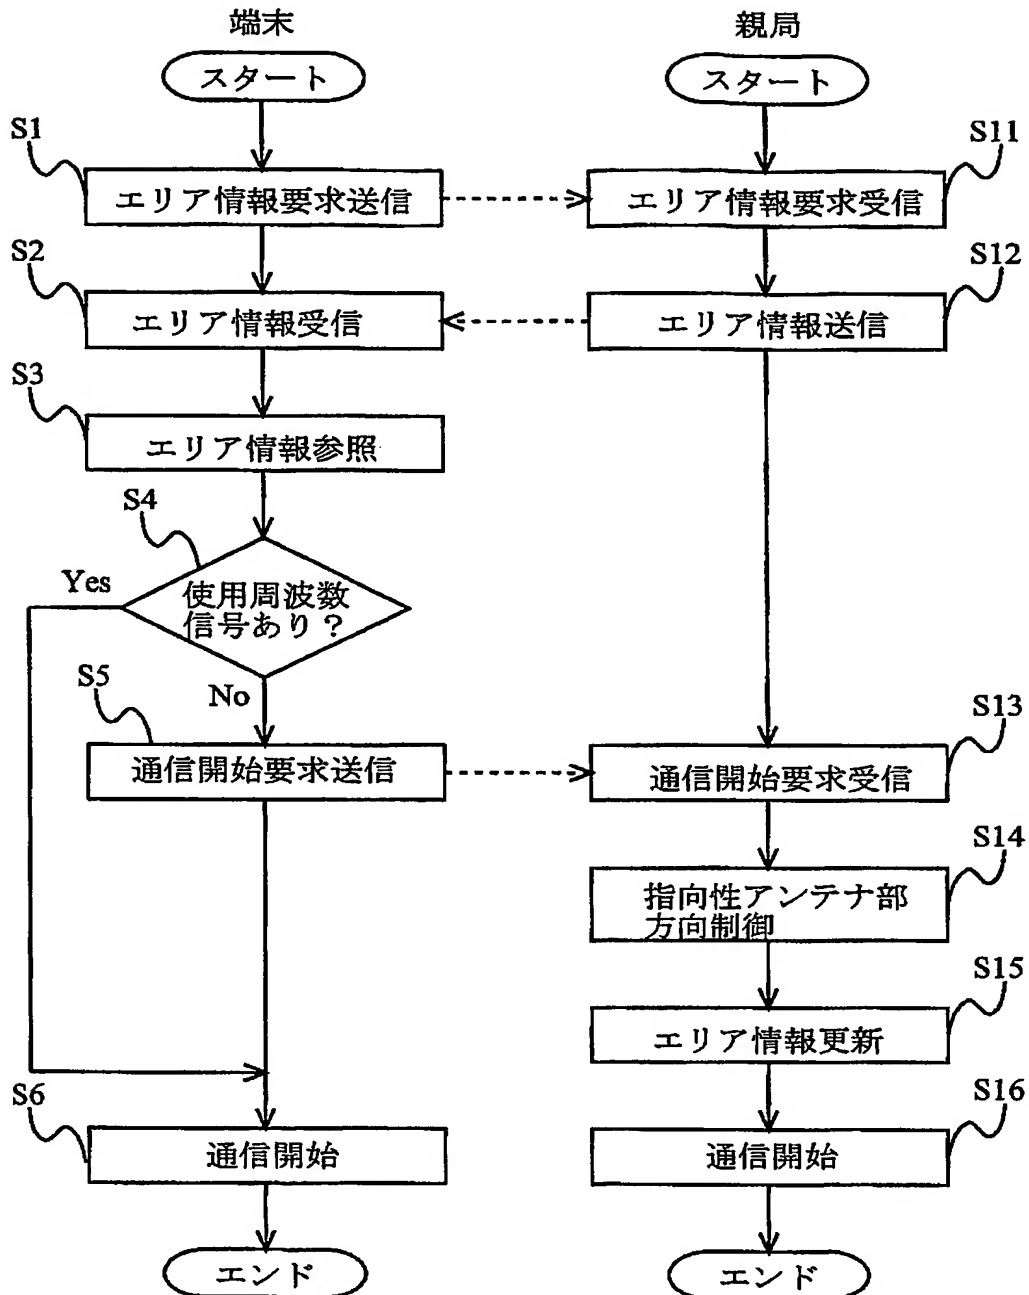 端末
親局
スタート
スタート
S1
S11
エリア情報要求送信
エリア情報要求受信
S2
S12
エリア情報受信
エリア情報送信
S3
エリア情報参照
S4
Yes
使用周波数
信号あり?
No
S5
S13
通信開始要求送信
通信開始要求受信
S14
指向性アンテナ部
方向制御
S15
エリア情報更新
S6
S16
通信開始
通信開始
エンド
エンド